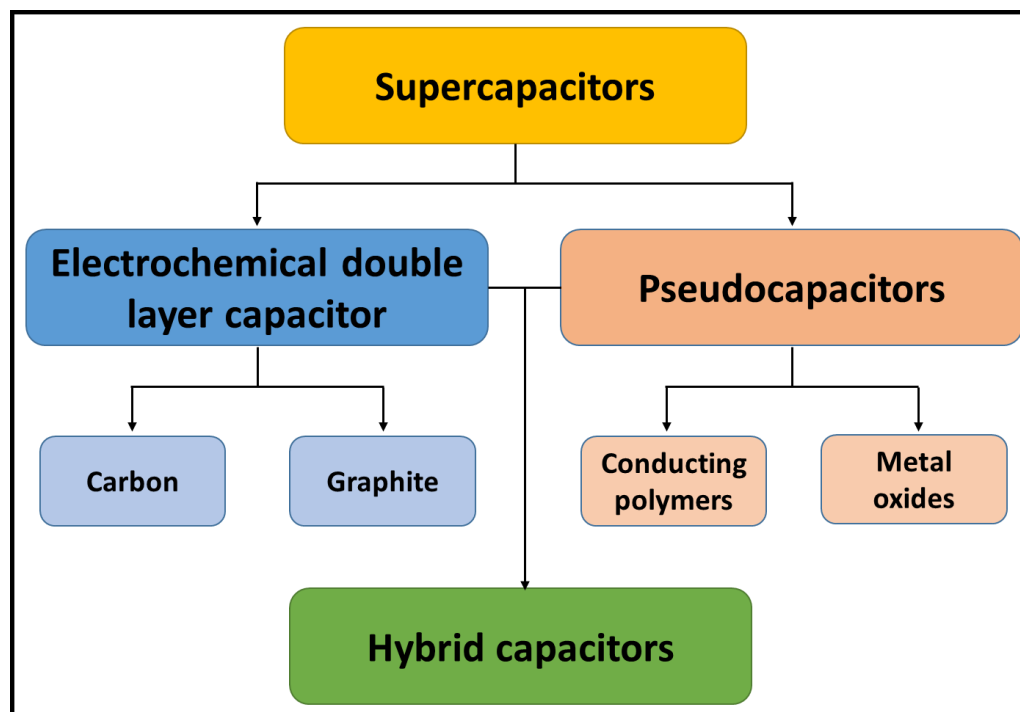 Supercapacitors
Electrochemical double
layer capacitor
Pseudocapacitors
Carbon
Graphite
Conducting
polymers
Metal
oxides
Hybrid capacitors